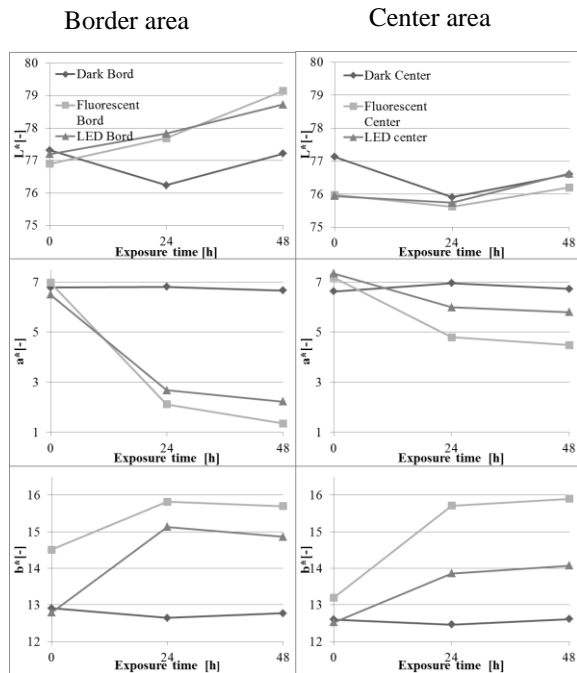 Border area
Center area
80
79
78
77
76
75
L*[-]
0
24
48
Exposure time [h]
Dark Bord
Fluorescent
Bord
LED Bord
80
79
78
77
76
75
L*[-]
0
24
48
Exposure time [h]
Dark Center
Fluorescent
Center
LED center
7
5
3
1
a*[-]
0
24
48
Exposure time [h]
7
5
3
1
a*[-]
0
24
48
Exposure time [h]
16
15
14
13
12
b*[-]
0
24
48
Exposure time [h]
16
15
14
13
12
b*[-]
0
24
48
Exposure time [h]